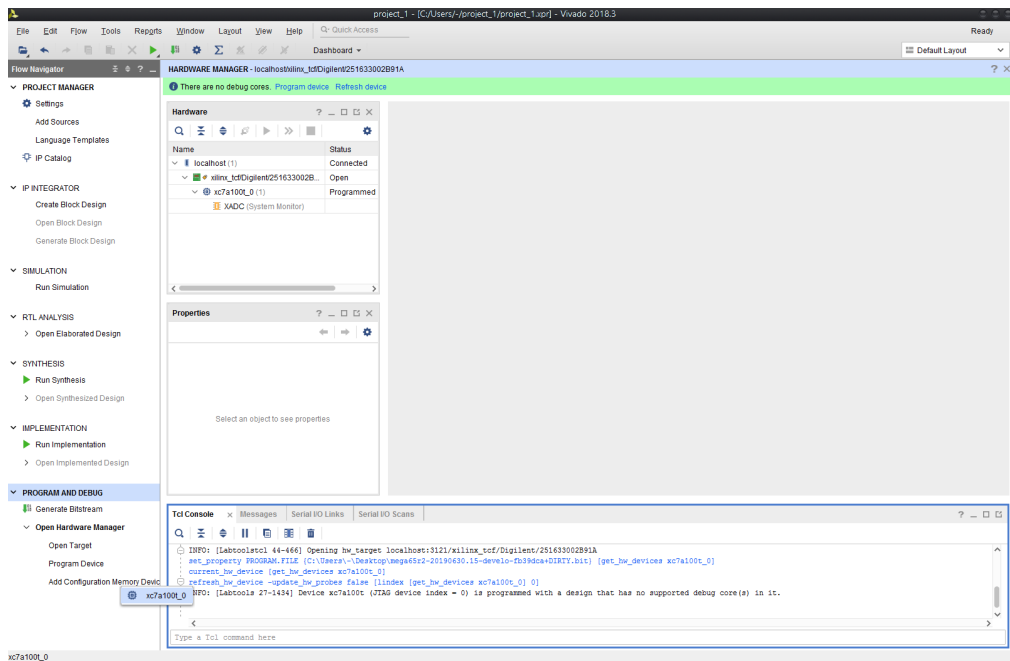 project_1 - [C:/Users/-/project_1/project_1.xpr] - Vivado 2018.3
File Edit Flow Tools Reports Window Layout View Help Quick Access Ready
Dashboard Default Layout
Flow Navigator
HARDWARE MANAGER - localhost/xilinx_tcf/Digilent/251633002B91A
There are no debug cores. Program device Refresh device
PROJECT MANAGER
Settings
Add Sources
Language Templates
IP Catalog
IP INTEGRATOR
Create Block Design
Open Block Design
Generate Block Design
SIMULATION
Run Simulation
RTL ANALYSIS
Open Elaborated Design
SYNTHESIS
Run Synthesis
Open Synthesized Design
IMPLEMENTATION
Run Implementation
Open Implemented Design
PROGRAM AND DEBUG
Generate Bitstream
Open Hardware Manager
Open Target
Program Device
Add Configuration Memory Devic
xc7a100t_0
Hardware
Name Status
localhost (1) Connected
xilinx_tcf/Digilent/251633002B... Open
xc7a100t_0 (1) Programmed
XADC (System Monitor)
Properties
Select an object to see properties
Tcl Console Messages Serial I/O Links Serial I/O Scans
INFO: [Labtoolstcl 44-466] Opening hw_target localhost:3121/xilinx_tcf/Digilent/251633002B91A
set_property PROGRAM.FILE {C:\Users\-\Desktop\mega65r2-20190630.15-develo-fb39dca+DIRTY.bit} [get_hw_devices xc7a100t_0]
current_hw_device [get_hw_devices xc7a100t_0]
refresh_hw_device -update_hw_probes false [lindex [get_hw_devices xc7a100t_0] 0]
INFO: [Labtools 27-1434] Device xc7a100t (JTAG device index = 0) is programmed with a design that has no supported debug core(s) in it.
Type a Tcl command here
xc7a100t_0